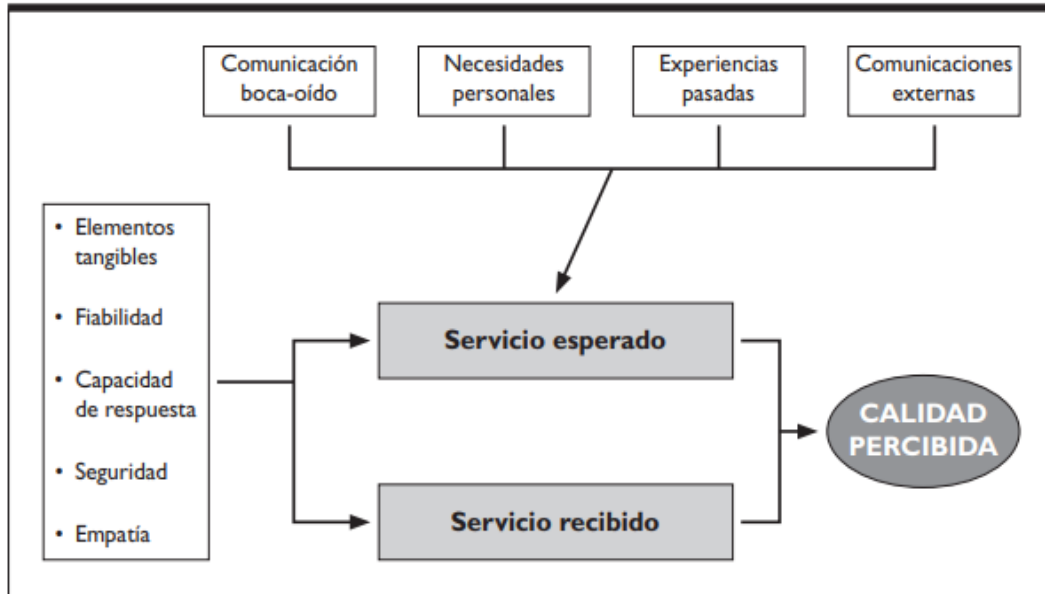 Comunicación
boca-oído
Necesidades
personales
Experiencias
pasadas
Comunicaciones
externas
• Elementos
tangibles
• Fiabilidad
• Capacidad
de respuesta
• Seguridad
• Empatía
Servicio esperado
Servicio recibido
CALIDAD
PERCIBIDA